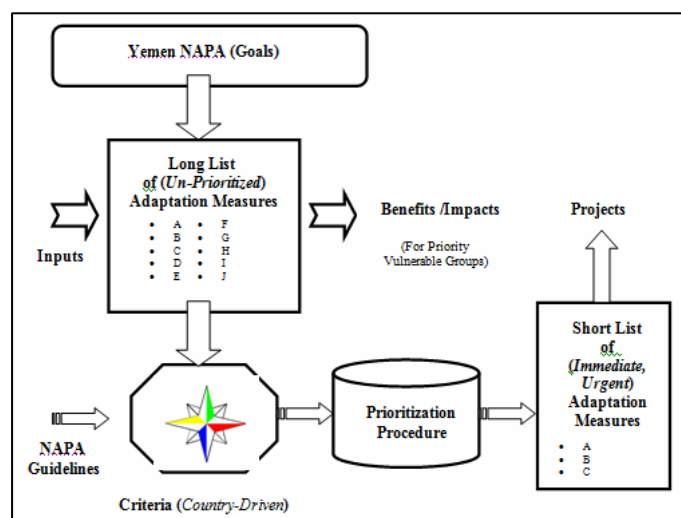 Yemen NAPA (Goals)
Long List
of (Un-Prioritized)
Adaptation Measures
• A • F
• B • G
• C • H
• D • I
• E • J
Inputs
Benefits /Impacts
(For Priority
Vulnerable Groups)
Projects
Short List
of
(Immediate,
Urgent)
Adaptation
Measures
• A
• B
• C
NAPA
Guidelines
Criteria (Country-Driven)
Prioritization
Procedure